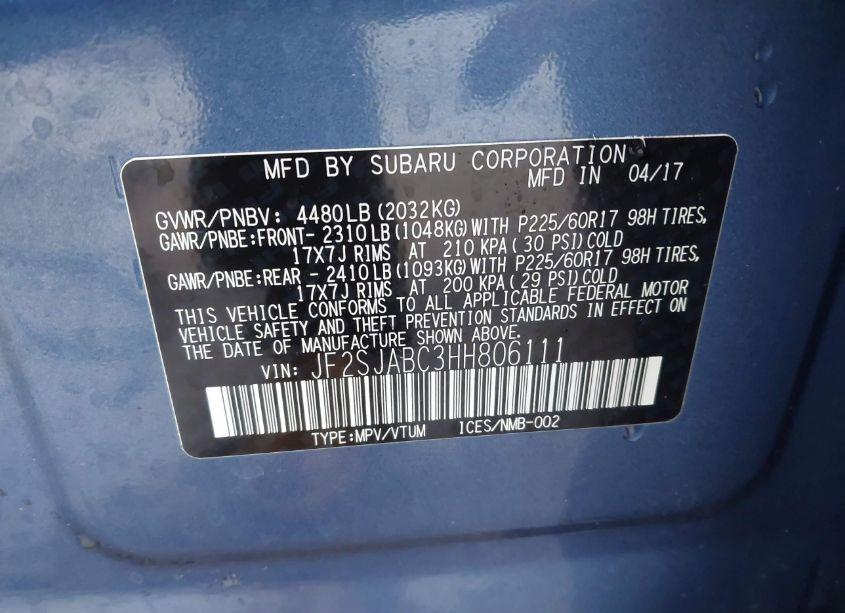 MFD BY SUBARU CORPORATION
MFD IN 04/17
GVWR/PNBV: 4480LB(2032KG)
GAWR/PNBE:FRONT- 2310LB(1048KG)WITH P225/60R17 98H TIRES,
17X7J RIMS AT 210 KPA(30 PSI)COLD
GAWR/PNBE:REAR - 2410LB(1093KG)WITH P225/60R17 98H TIRES,
17X7J RIMS AT 200 KPA(29 PSI)COLD
THIS VEHICLE CONFORMS TO ALL APPLICABLE FEDERAL MOTOR
VEHICLE SAFETY AND THEFT PREVENTION STANDARDS IN EFFECT ON
THE DATE OF MANUFACTURE SHOWN ABOVE.
VIN: JF2SJABC3HH806111
TYPE:MPV/VTUM ICES/NMB-002